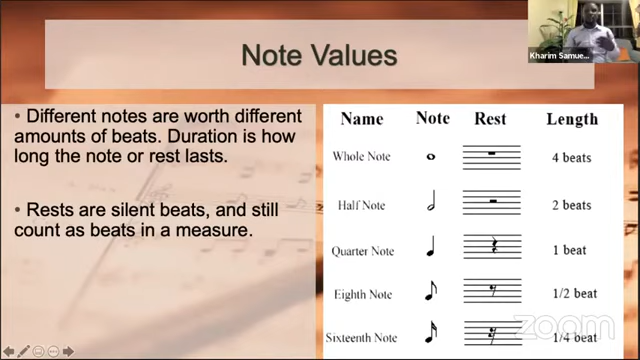 Note Values
Kharim Samue...
• Different notes are worth different
amounts of beats. Duration is how
long the note or rest lasts.
• Rests are silent beats, and still
count as beats in a measure.
Name Note Rest Length
Whole Note 4 beats
Half Note 2 beats
Quarter Note 1 beat
Eighth Note 1/2 beat
Sixteenth Note 1/4 beat
zoom